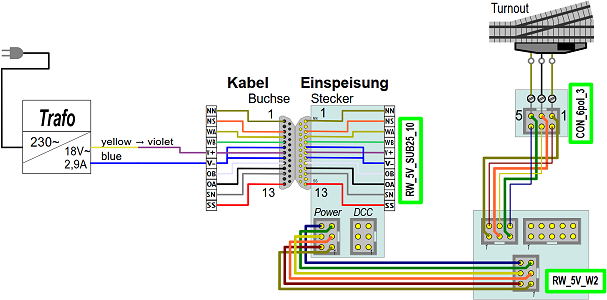 Turnout
Kabel
Einspeisung
Buchse
Stecker
Trafo
230~
18V~
2,9A
yellow → violet
blue
NN
NS
WA
WB
V+
V-
OB
OA
SN
SS
1
13
1
13
NN
NS
WA
WB
V+
V-
OB
OA
SN
SS
RW_5V_SUB25_10
Power
DCC
5
1
CON_6pol_3
RW_5V_W2